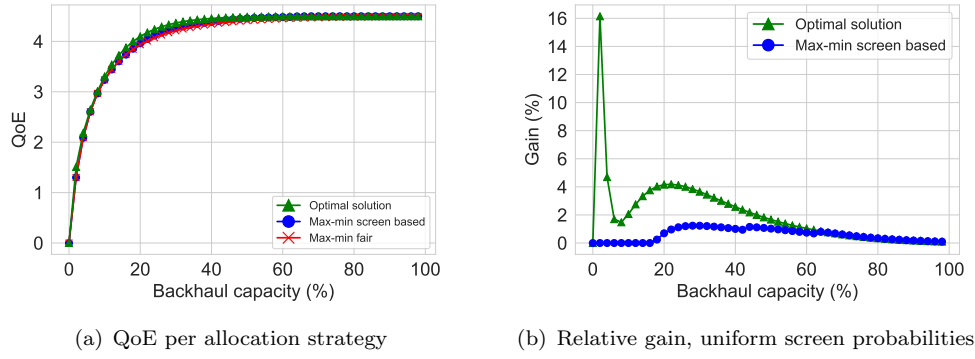 QoE
4
3
2
1
0
0
20
40
60
80
100
Backhaul capacity (%)
Optimal solution
Max-min screen based
Max-min fair
(a) QoE per allocation strategy
Gain (%)
16
14
12
10
8
6
4
2
0
0
20
40
60
80
100
Backhaul capacity (%)
Optimal solution
Max-min screen based
(b) Relative gain, uniform screen probabilities